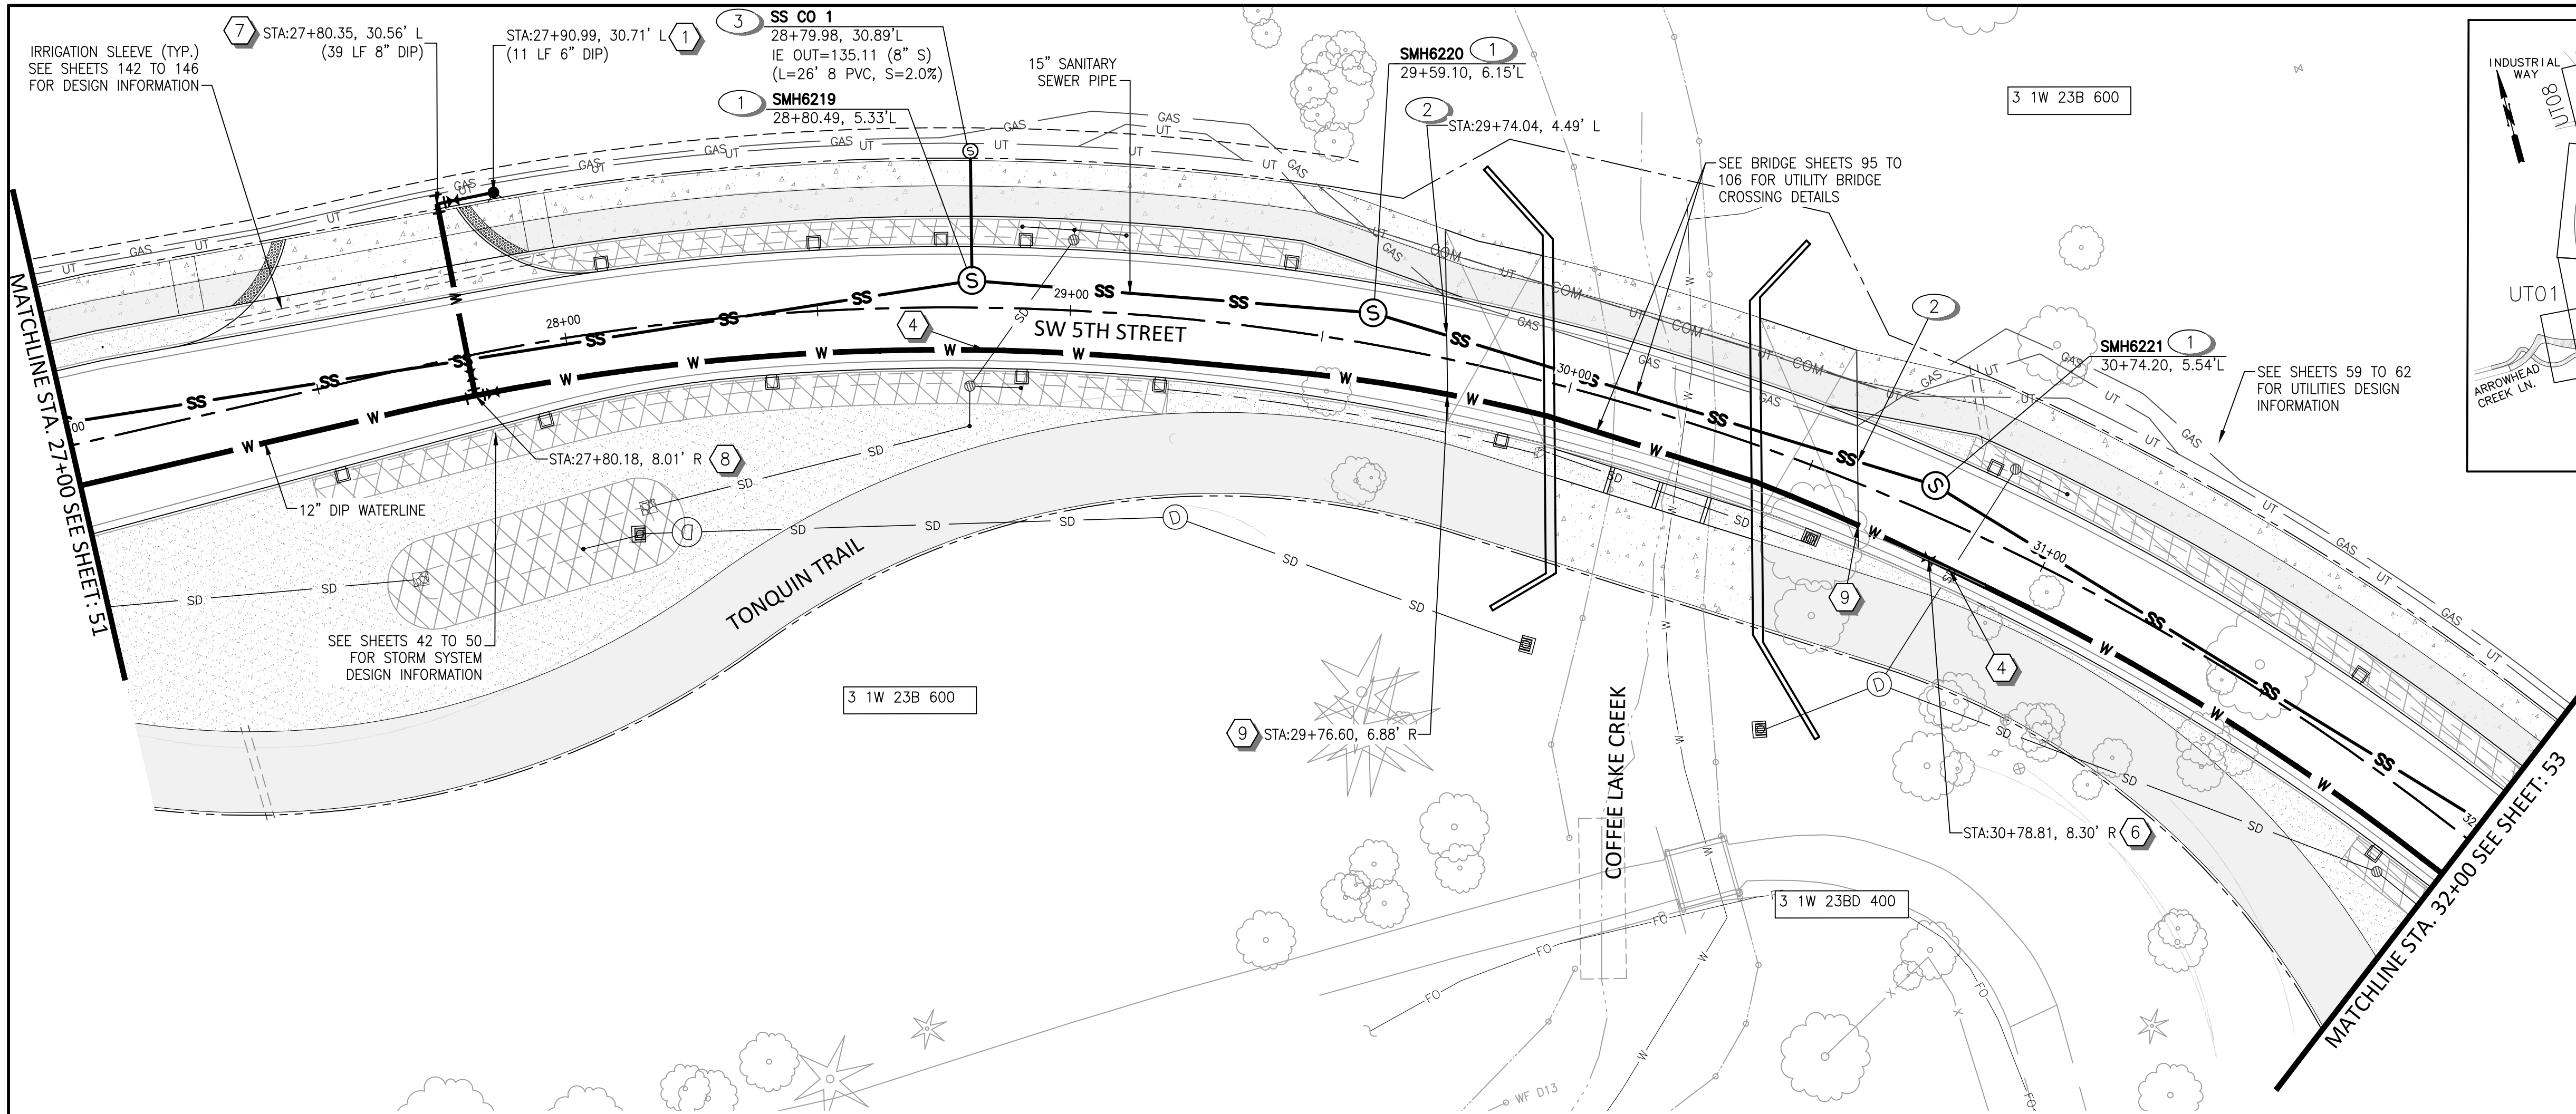 7
STA:27+80.35, 30.56' L
(39 LF 8" DIP)
STA:27+90.99, 30.71' L
1
(11 LF 6" DIP)
IRRIGATION SLEEVE (TYP.)
SEE SHEETS 142 TO 146
FOR DESIGN INFORMATION
3
SS CO 1
28+79.98, 30.89'L
IE OUT=135.11 (8" S)
(L=26' 8 PVC, S=2.0%)
1
SMH6219
28+80.49, 5.33'L
15" SANITARY
SEWER PIPE
SMH6220
1
29+59.10, 6.15'L
2
STA:29+74.04, 4.49' L
SEE BRIDGE SHEETS 95 TO
106 FOR UTILITY BRIDGE
CROSSING DETAILS
3 1W 23B 600
INDUSTRIAL
WAY
UT08
UT01
ARROWHEAD
CREEK LN.
2
SMH6221
1
30+74.20, 5.54'L
SEE SHEETS 59 TO 62
FOR UTILITIES DESIGN
INFORMATION
MATCHLINE STA. 27+00 SEE SHEET: 51
28+00
29+00
30+00
31+00
32
00
4
SW 5TH STREET
STA:27+80.18, 8.01' R
8
12" DIP WATERLINE
SEE SHEETS 42 TO 50
FOR STORM SYSTEM
DESIGN INFORMATION
TONQUIN TRAIL
3 1W 23B 600
9
STA:29+76.60, 6.88' R
9
4
STA:30+78.81, 8.30' R
6
COFFEE LAKE CREEK
3 1W 23BD 400
MATCHLINE STA. 32+00 SEE SHEET: 53
WF D13
GAS
UT
COM
SS
W
SD
FO
S
D
X